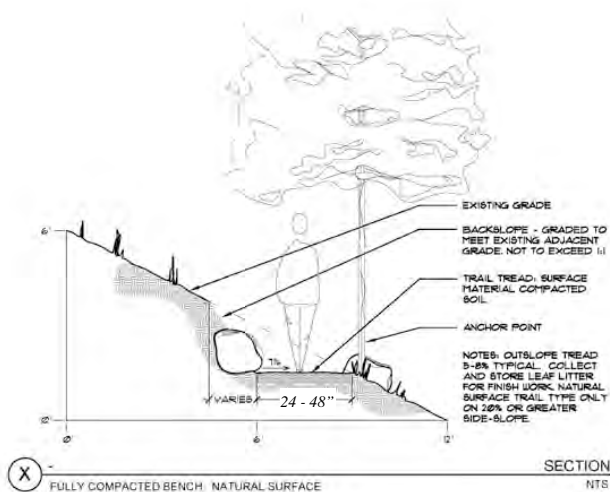 EXISTING GRADE
BACKSLOPE - GRADED TO
MEET EXISTING ADJACENT
GRADE. NOT TO EXCEED 1:1
TRAIL TREAD: SURFACE
MATERIAL COMPACTED
SOIL
ANCHOR POINT
NOTES: OUTSLOPE TREAD
5-8% TYPICAL. COLLECT
AND STORE LEAF LITTER
FOR FINISH WORK. NATURAL
SURFACE TRAIL TYPE ONLY
ON 20% OR GREATER
SIDE-SLOPE
6'
7%
VARIES
24 - 48”
0'
0'
6
12'
X
-
SECTION
FULLY COMPACTED BENCH: NATURAL SURFACE
NTS